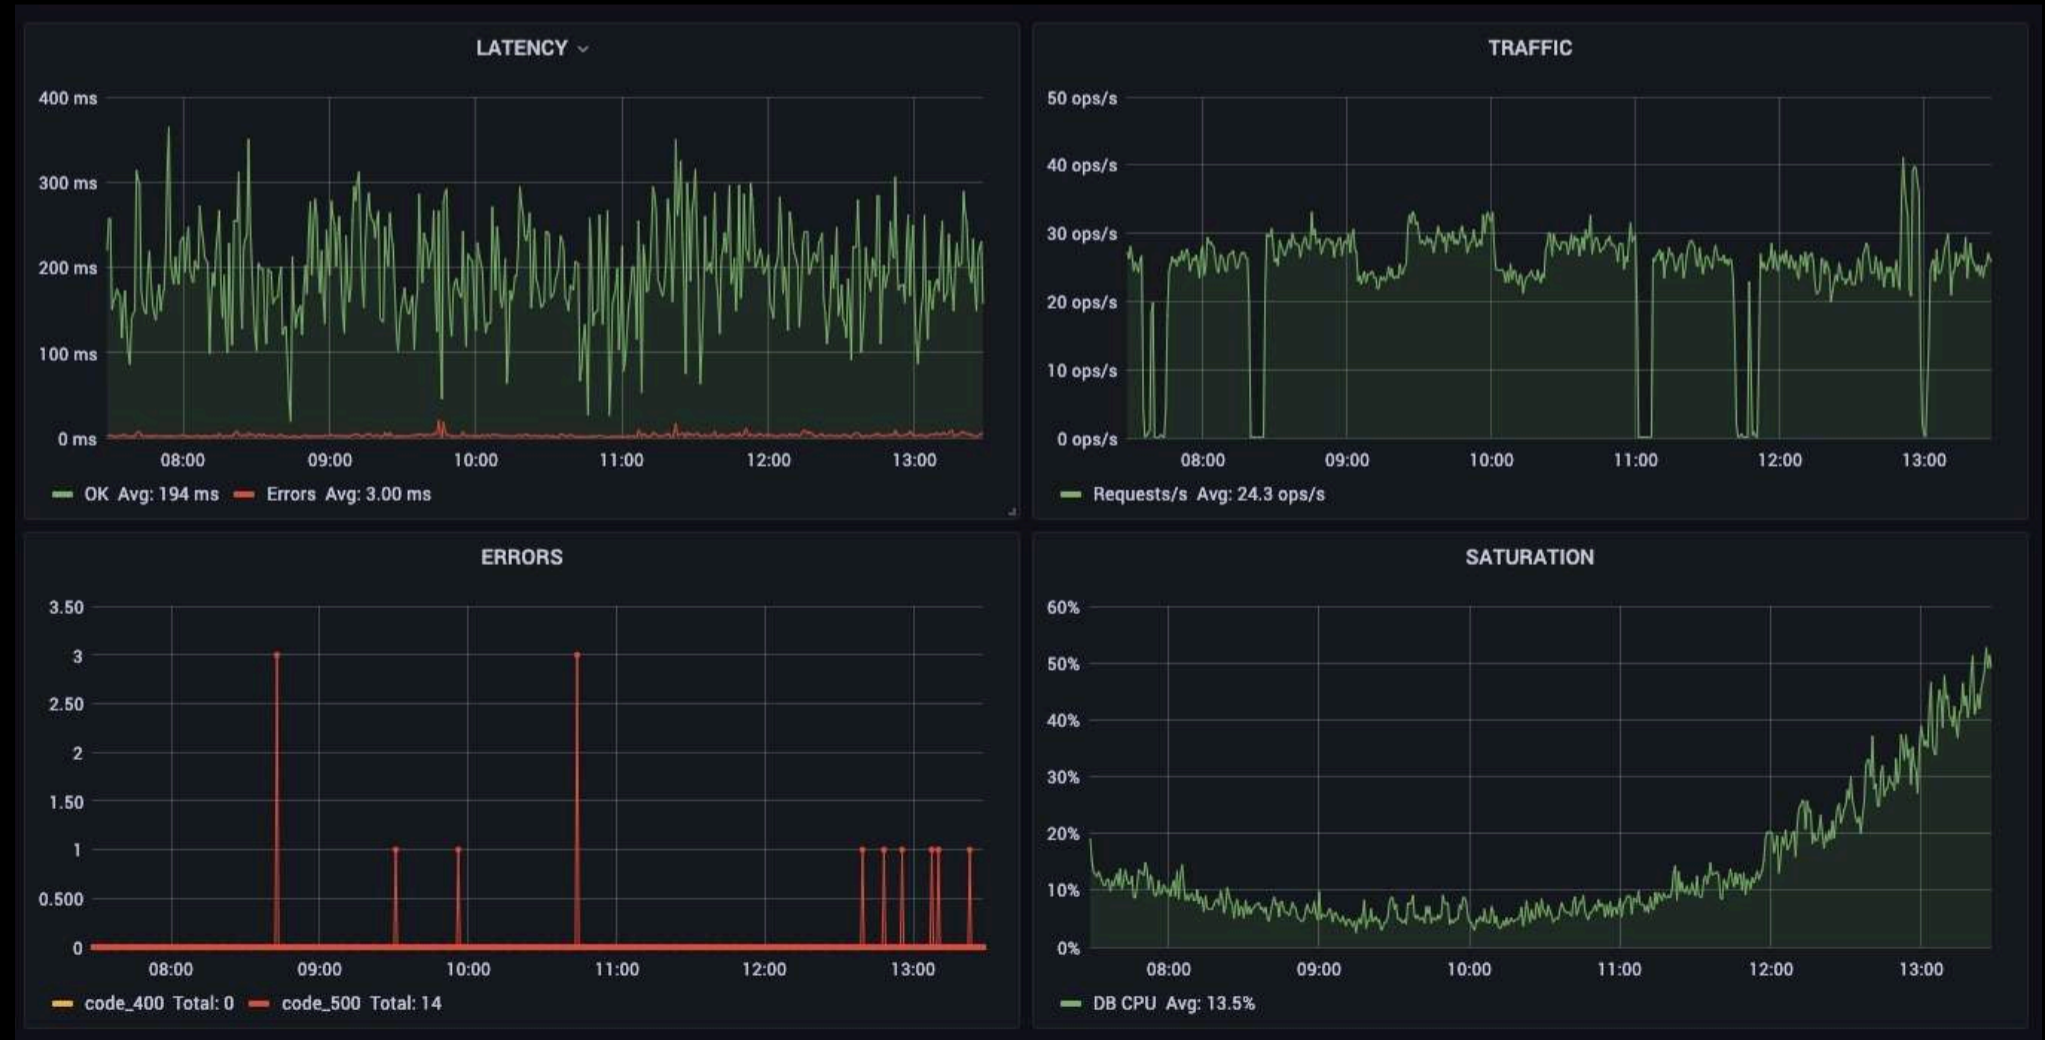 LATENCY
400 ms
300 ms
200 ms
100 ms
0 ms
08:00 09:00 10:00 11:00 12:00 13:00
OK Avg: 194 ms Errors Avg: 3.00 ms
TRAFFIC
50 ops/s
40 ops/s
30 ops/s
20 ops/s
10 ops/s
0 ops/s
08:00 09:00 10:00 11:00 12:00 13:00
Requests/s Avg: 24.3 ops/s
ERRORS
3.50
3
2.50
2
1.50
1
0.500
0
08:00 09:00 10:00 11:00 12:00 13:00
code_400 Total: 0 code_500 Total: 14
SATURATION
60%
50%
40%
30%
20%
10%
0%
08:00 09:00 10:00 11:00 12:00 13:00
DB CPU Avg: 13.5%